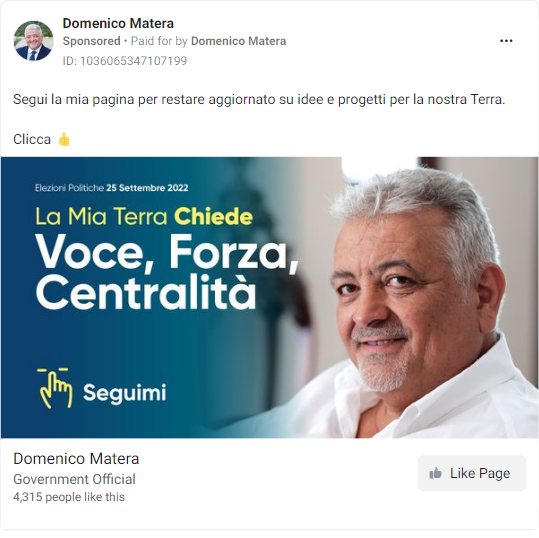 Domenico Matera
Sponsored • Paid for by Domenico Matera
ID: 1036065347107199
Segui la mia pagina per restare aggiornato su idee e progetti per la nostra Terra.
Clicca 👍
Elezioni Politiche 25 Settembre 2022
La Mia Terra Chiede
Voce, Forza,
Centralità
Seguimi
Domenico Matera
Government Official
4,315 people like this
Like Page